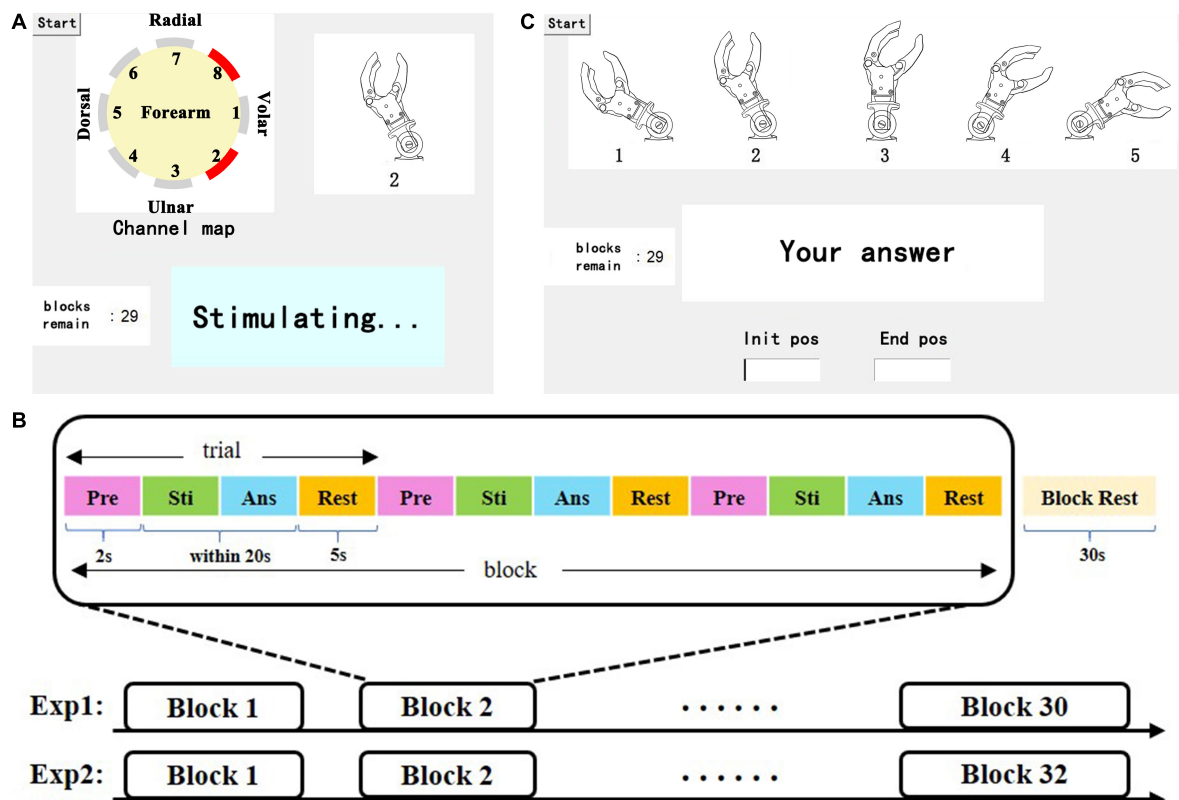 A
Start
Radial
7
6
8
Dorsal
5
Forearm
1
Volar
4
2
3
Ulnar
Channel map
2
blocks
remain
: 29
Stimulating...
C
Start
1
2
3
4
5
blocks
remain
: 29
Your answer
Init pos
End pos
B
trial
Pre
Sti
Ans
Rest
Pre
Sti
Ans
Rest
Pre
Sti
Ans
Rest
Block Rest
2s
within 20s
5s
30s
block
Exp1:
Block 1
Block 2
······
Block 30
Exp2:
Block 1
Block 2
······
Block 32